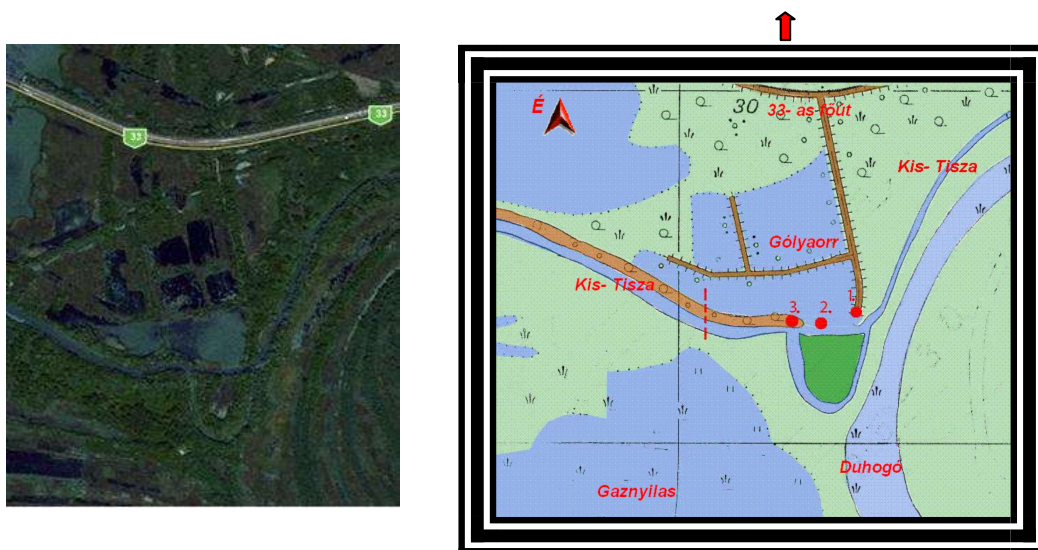 33
33
É
30
33- as főút
Kis- Tisza
Gólyaorr
Kis- Tisza
1.
3.
2.
Duhogó
Gaznyilas